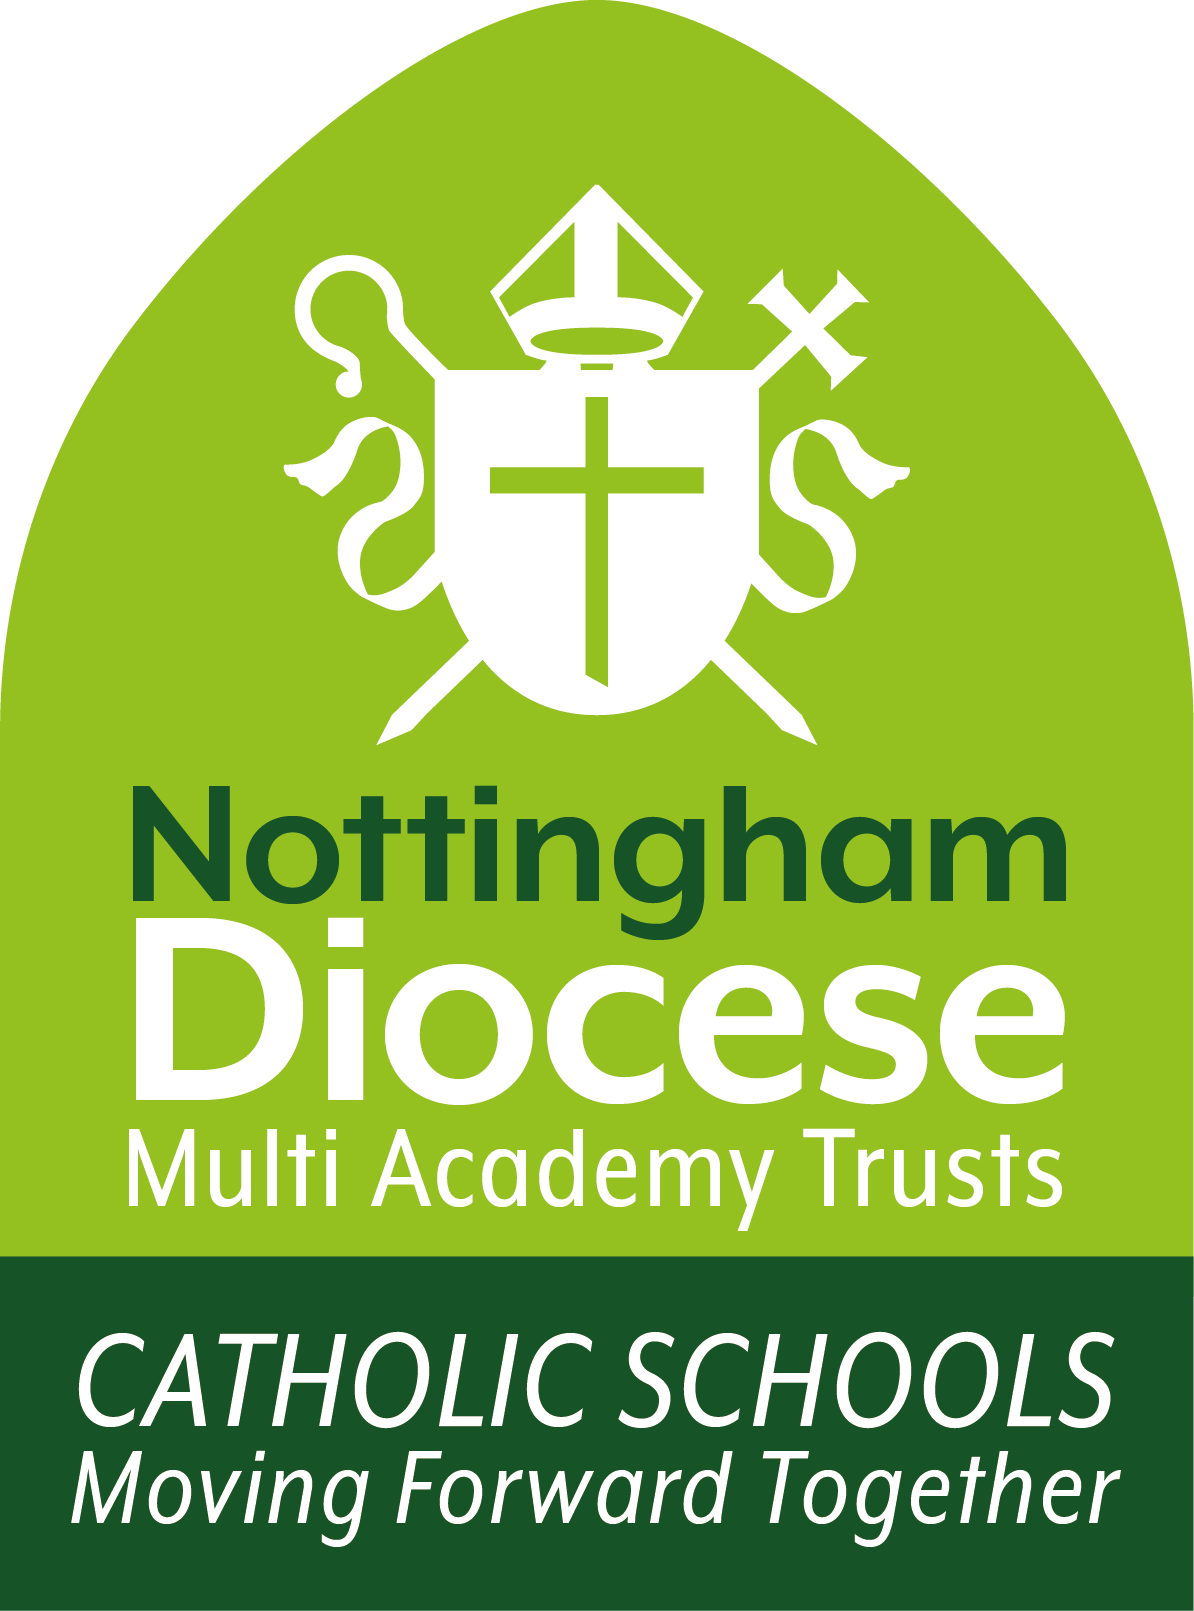 Nottingham
Diocese
Multi Academy Trusts
CATHOLIC SCHOOLS
Moving Forward Together